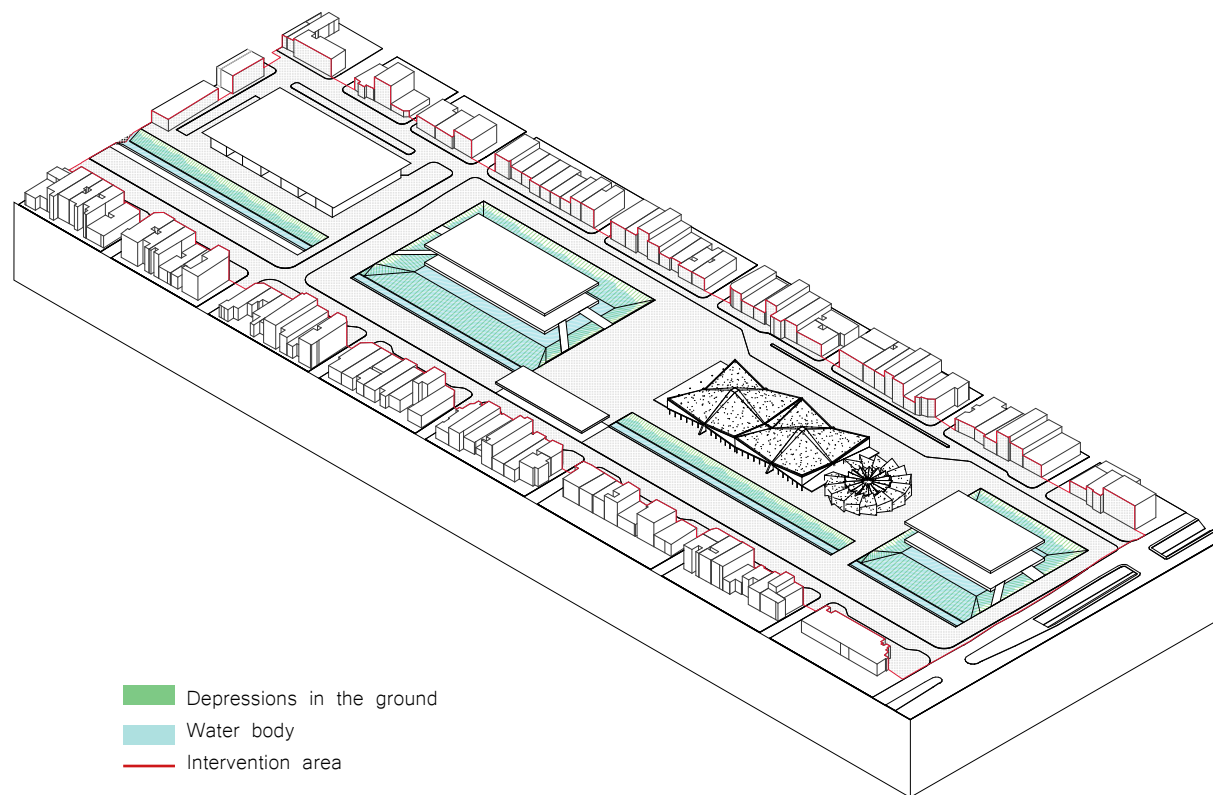 Depressions in the ground
Water body
Intervention area